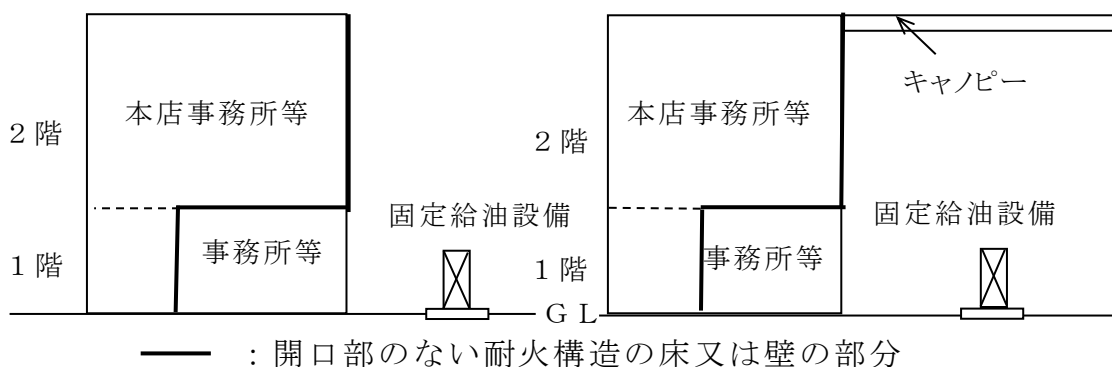 キャノピー
本店事務所等
本店事務所等
２階
２階
固定給油設備
固定給油設備
事務所等
事務所等
１階
１階
ＧＬ
：開口部のない耐火構造の床又は壁の部分